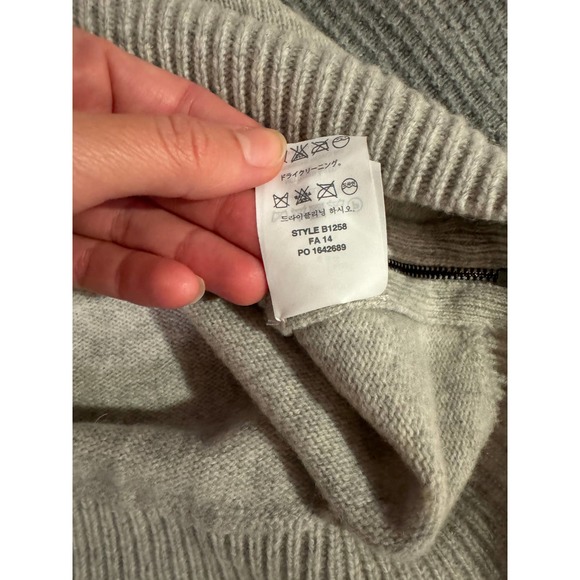 ドライクリーニング。
드라이클리닝 하시오.
STYLE B1258
FA 14
PO 1642689